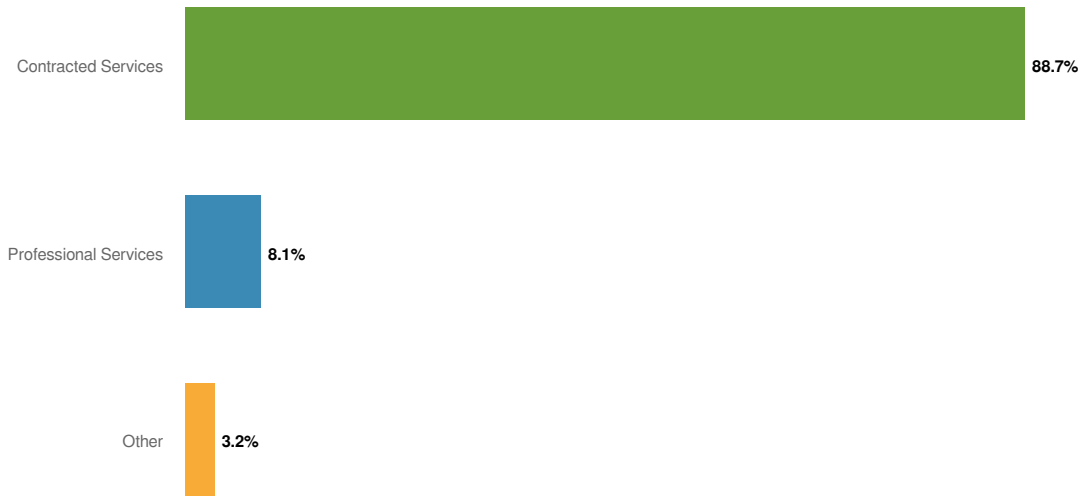 Contracted Services 88.7%
Professional Services 8.1%
Other 3.2%